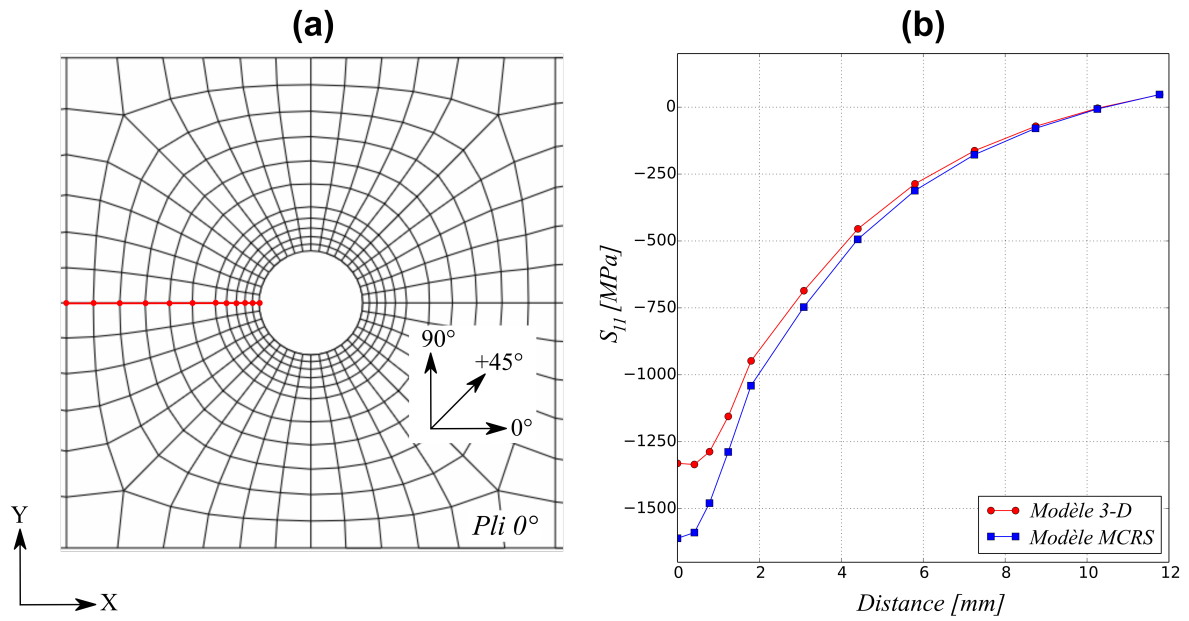 (a)
90°
+45°
0°
Pli 0°
Y
X
(b)
0
−250
−500
−750
−1000
−1250
−1500
S11 [MPa]
Modèle 3-D
Modèle MCRS
0 2 4 6 8 10 12
Distance [mm]